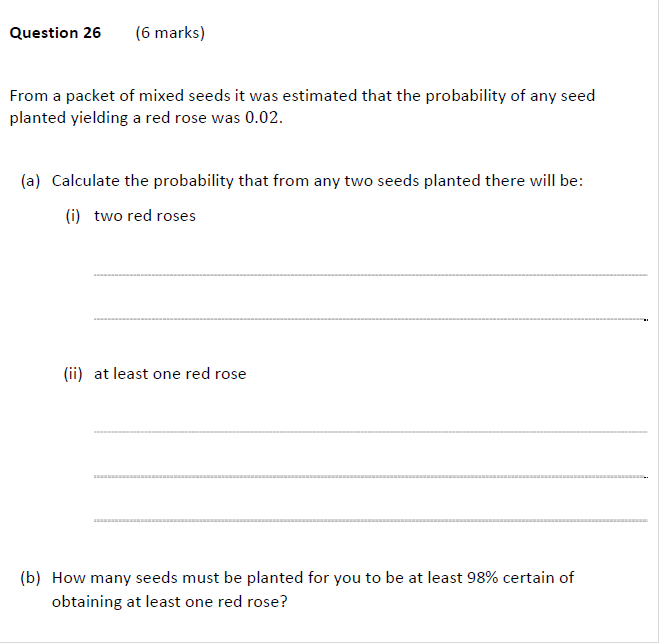 Question 26 (6 marks)
From a packet of mixed seeds it was estimated that the probability of any seed
planted yielding a red rose was 0.02.
(a) Calculate the probability that from any two seeds planted there will be:
(i) two red roses
(ii) at least one red rose
(b) How many seeds must be planted for you to be at least 98% certain of
obtaining at least one red rose?